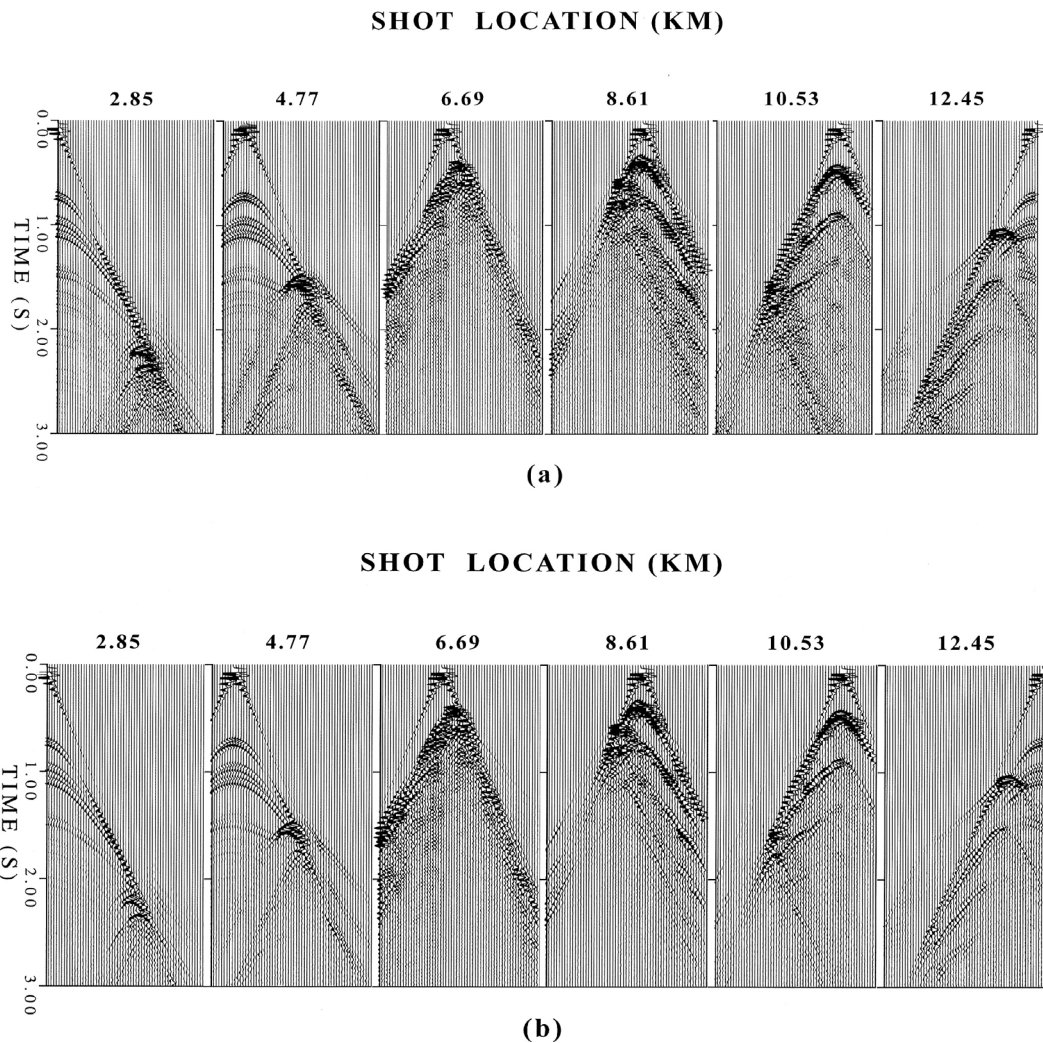 SHOT LOCATION (KM)
2.85 4.77 6.69 8.61 10.53 12.45
0.00
1.00
2.00
3.00
TIME (S)
(a)
SHOT LOCATION (KM)
2.85 4.77 6.69 8.61 10.53 12.45
0.00
1.00
2.00
3.00
TIME (S)
(b)